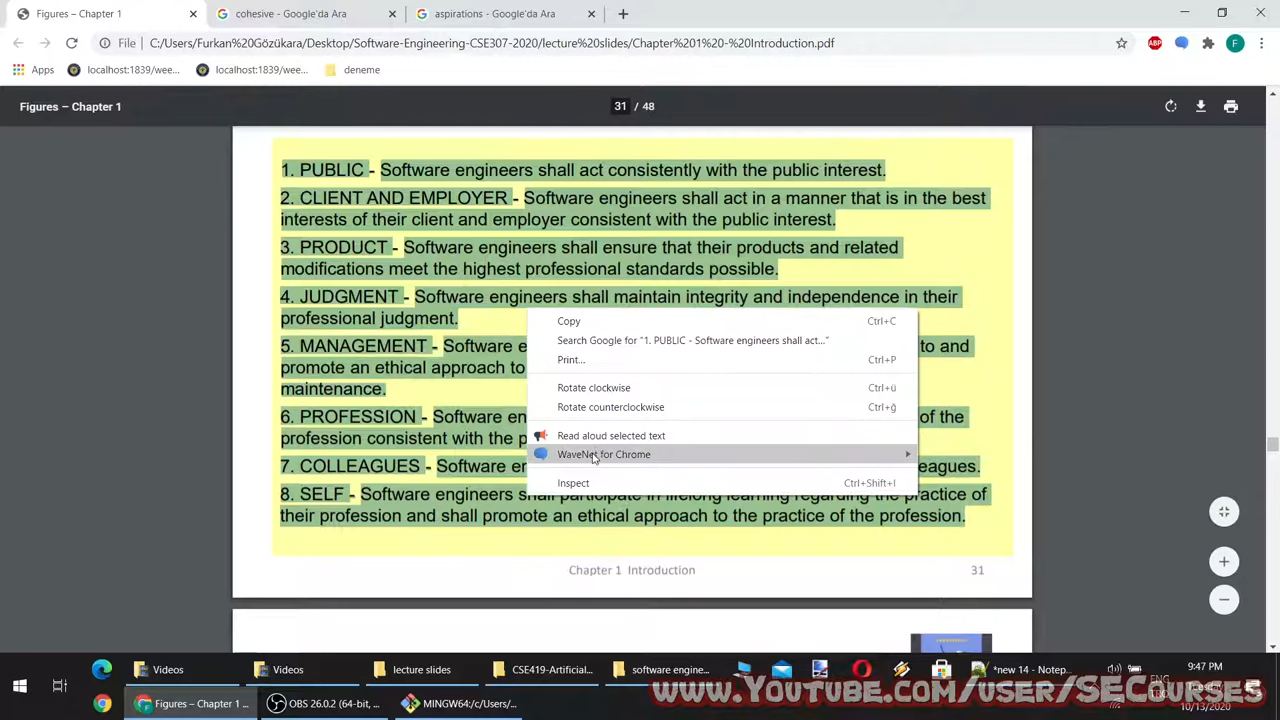 Figures – Chapter 1
cohesive - Google'da Ara
aspirations - Google'da Ara
File
C:/Users/Furkan%20Gözükara/Desktop/Software-Engineering-CSE307-2020/lecture%20slides/Chapter%201%20-%20Introduction.pdf
ABP
F
Apps
localhost:1839/wee...
localhost:1839/wee...
deneme
Figures – Chapter 1
31 / 48
1. PUBLIC - Software engineers shall act consistently with the public interest.
2. CLIENT AND EMPLOYER - Software engineers shall act in a manner that is in the best
interests of their client and employer consistent with the public interest.
3. PRODUCT - Software engineers shall ensure that their products and related
modifications meet the highest professional standards possible.
4. JUDGMENT - Software engineers shall maintain integrity and independence in their
professional judgment.
5. MANAGEMENT - Software e to and
promote an ethical approach to
maintenance.
6. PROFESSION - Software en of the
profession consistent with the p
7. COLLEAGUES - Software er eagues.
8. SELF - Software engineers shall participate in lifelong learning regarding the practice of
their profession and shall promote an ethical approach to the practice of the profession.
Copy Ctrl+C
Search Google for “1. PUBLIC - Software engineers shall act...”
Print... Ctrl+P
Rotate clockwise Ctrl+ü
Rotate counterclockwise Ctrl+ğ
Read aloud selected text
WaveNet for Chrome
Inspect Ctrl+Shift+I
Chapter 1 Introduction
31
Videos
Videos
lecture slides
CSE419-Artificial...
software enginee...
*new 14 - Notep...
ENG
9:47 PM
Figures – Chapter 1 ...
OBS 26.0.2 (64-bit, ...
MINGW64:/c/Users/...
10/13/2020
www.Youtube.com/user/SECourses